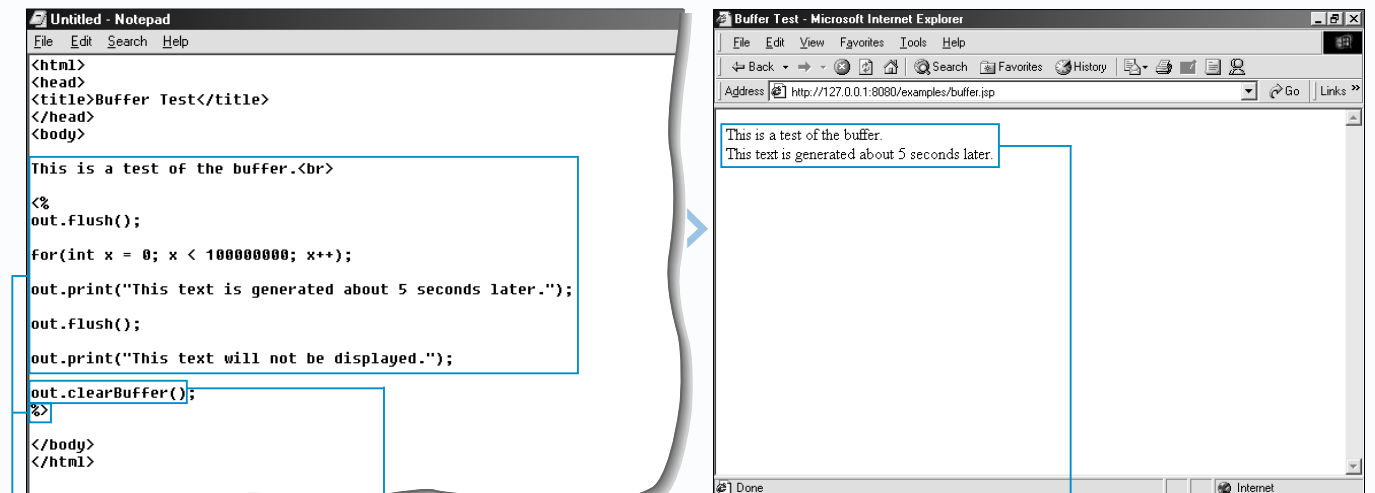 Untitled - Notepad
File Edit Search Help
<html>
<head>
<title>Buffer Test</title>
</head>
<body>
This is a test of the buffer.<br>
<%
out.flush();
for(int x = 0; x < 100000000; x++);
out.print("This text is generated about 5 seconds later.");
out.flush();
out.print("This text will not be displayed.");
out.clearBuffer();
%>
</body>
</html>
Buffer Test - Microsoft Internet Explorer
File Edit View Favorites Tools Help
Back Search Favorites History
Address http://127.0.0.1:8080/examples/buffer.jsp Go Links »
This is a test of the buffer.
This text is generated about 5 seconds later.
Done Internet